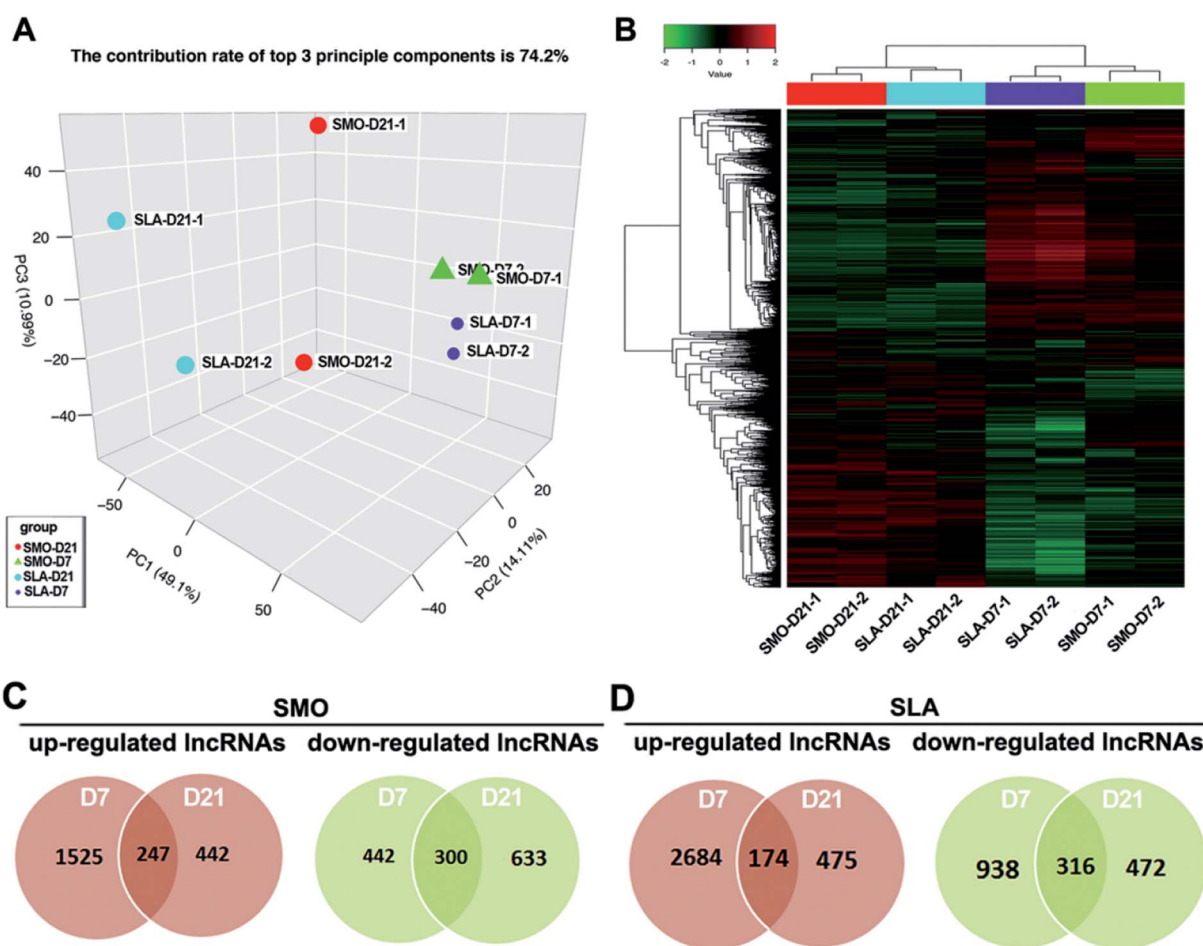 A
The contribution rate of top 3 principle components is 74.2%
SMO-D21-1
SLA-D21-1
SMO-D7-2
SMO-D7-1
SLA-D7-1
SLA-D7-2
SLA-D21-2
SMO-D21-2
PC3 (10.99%)
40
20
0
−20
−40
−50
0
50
PC1 (49.1%)
20
0
−20
−40
PC2 (14.11%)
group
SMO-D21
SMO-D7
SLA-D21
SLA-D7
B
-2 -1 0 1 2
Value
SMO-D21-1
SMO-D21-2
SLA-D21-1
SLA-D21-2
SLA-D7-1
SLA-D7-2
SMO-D7-1
SMO-D7-2
C
SMO
up-regulated lncRNAs
D7 D21
1525 247 442
down-regulated lncRNAs
D7 D21
442 300 633
D
SLA
up-regulated lncRNAs
D7 D21
2684 174 475
down-regulated lncRNAs
D7 D21
938 316 472